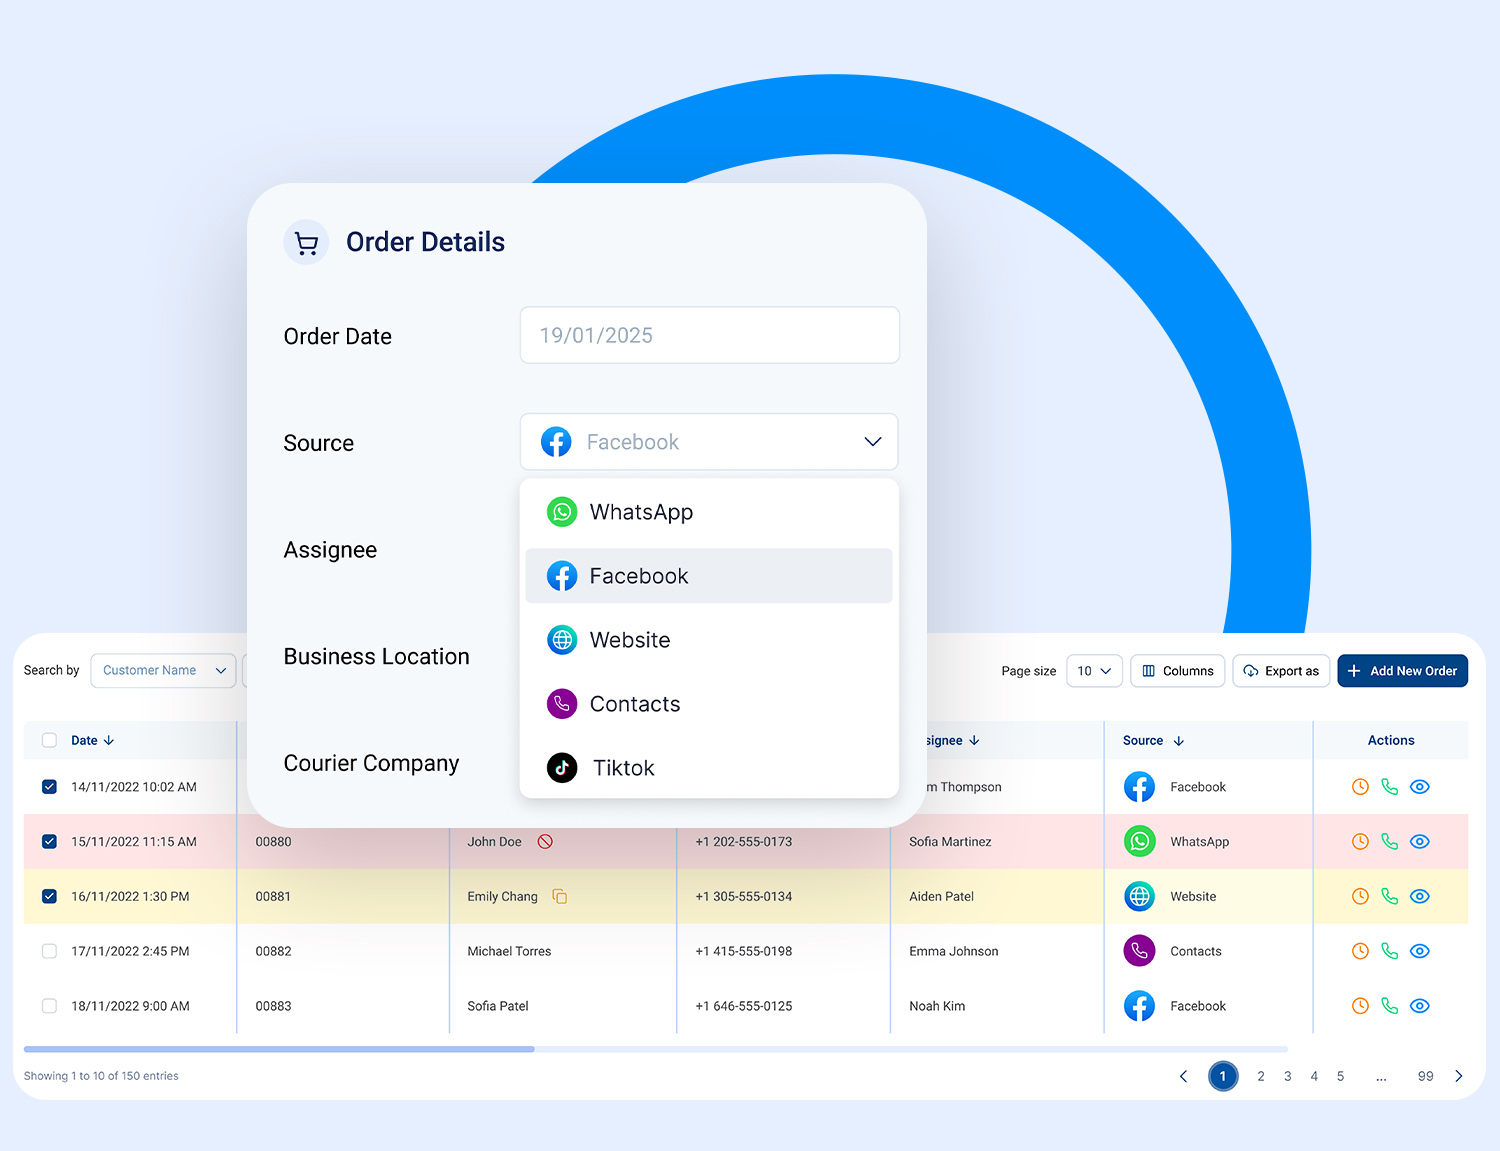 Order Details
Order Date
19/01/2025
Source
Facebook
WhatsApp
Assignee
Facebook
Website
Business Location
Contacts
Courier Company
Tiktok
Search by
Customer Name
Page size
10
Columns
Export as
Add New Order
Date
Source
Actions
14/11/2022 10:02 AM
Thompson
Facebook
15/11/2022 11:15 AM
00880
John Doe
+1 202-555-0173
Sofia Martinez
WhatsApp
16/11/2022 1:30 PM
00881
Emily Chang
+1 305-555-0134
Aiden Patel
Website
17/11/2022 2:45 PM
00882
Michael Torres
+1 415-555-0198
Emma Johnson
Contacts
18/11/2022 9:00 AM
00883
Sofia Patel
+1 646-555-0125
Noah Kim
Facebook
Showing 1 to 10 of 150 entries
1 2 3 4 5 ... 99